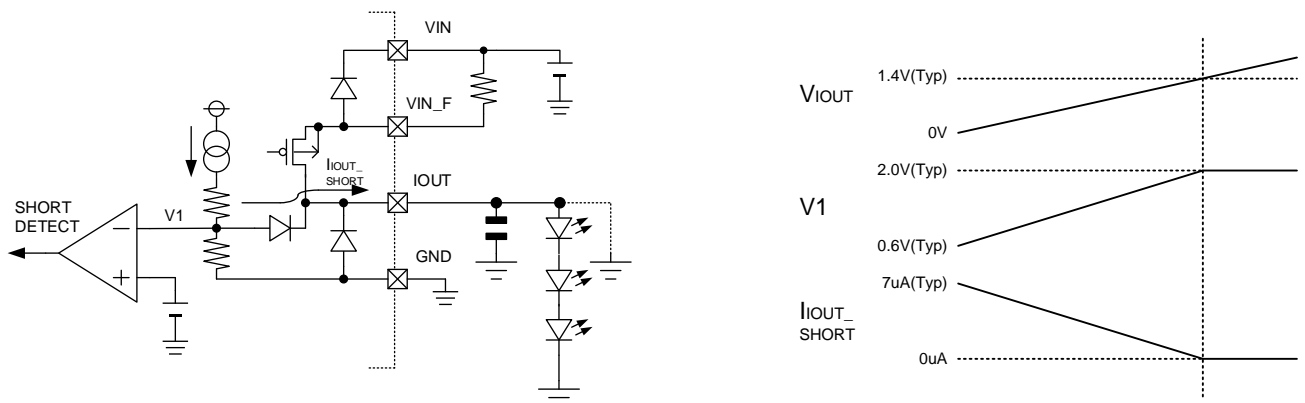 VIN
VIN_F
IIOUT_
SHORT
IOUT
SHORT
DETECT
V1
−
+
GND
VIOUT
1.4V(Typ)
0V
V1
2.0V(Typ)
0.6V(Typ)
IIOUT_
SHORT
7uA(Typ)
0uA